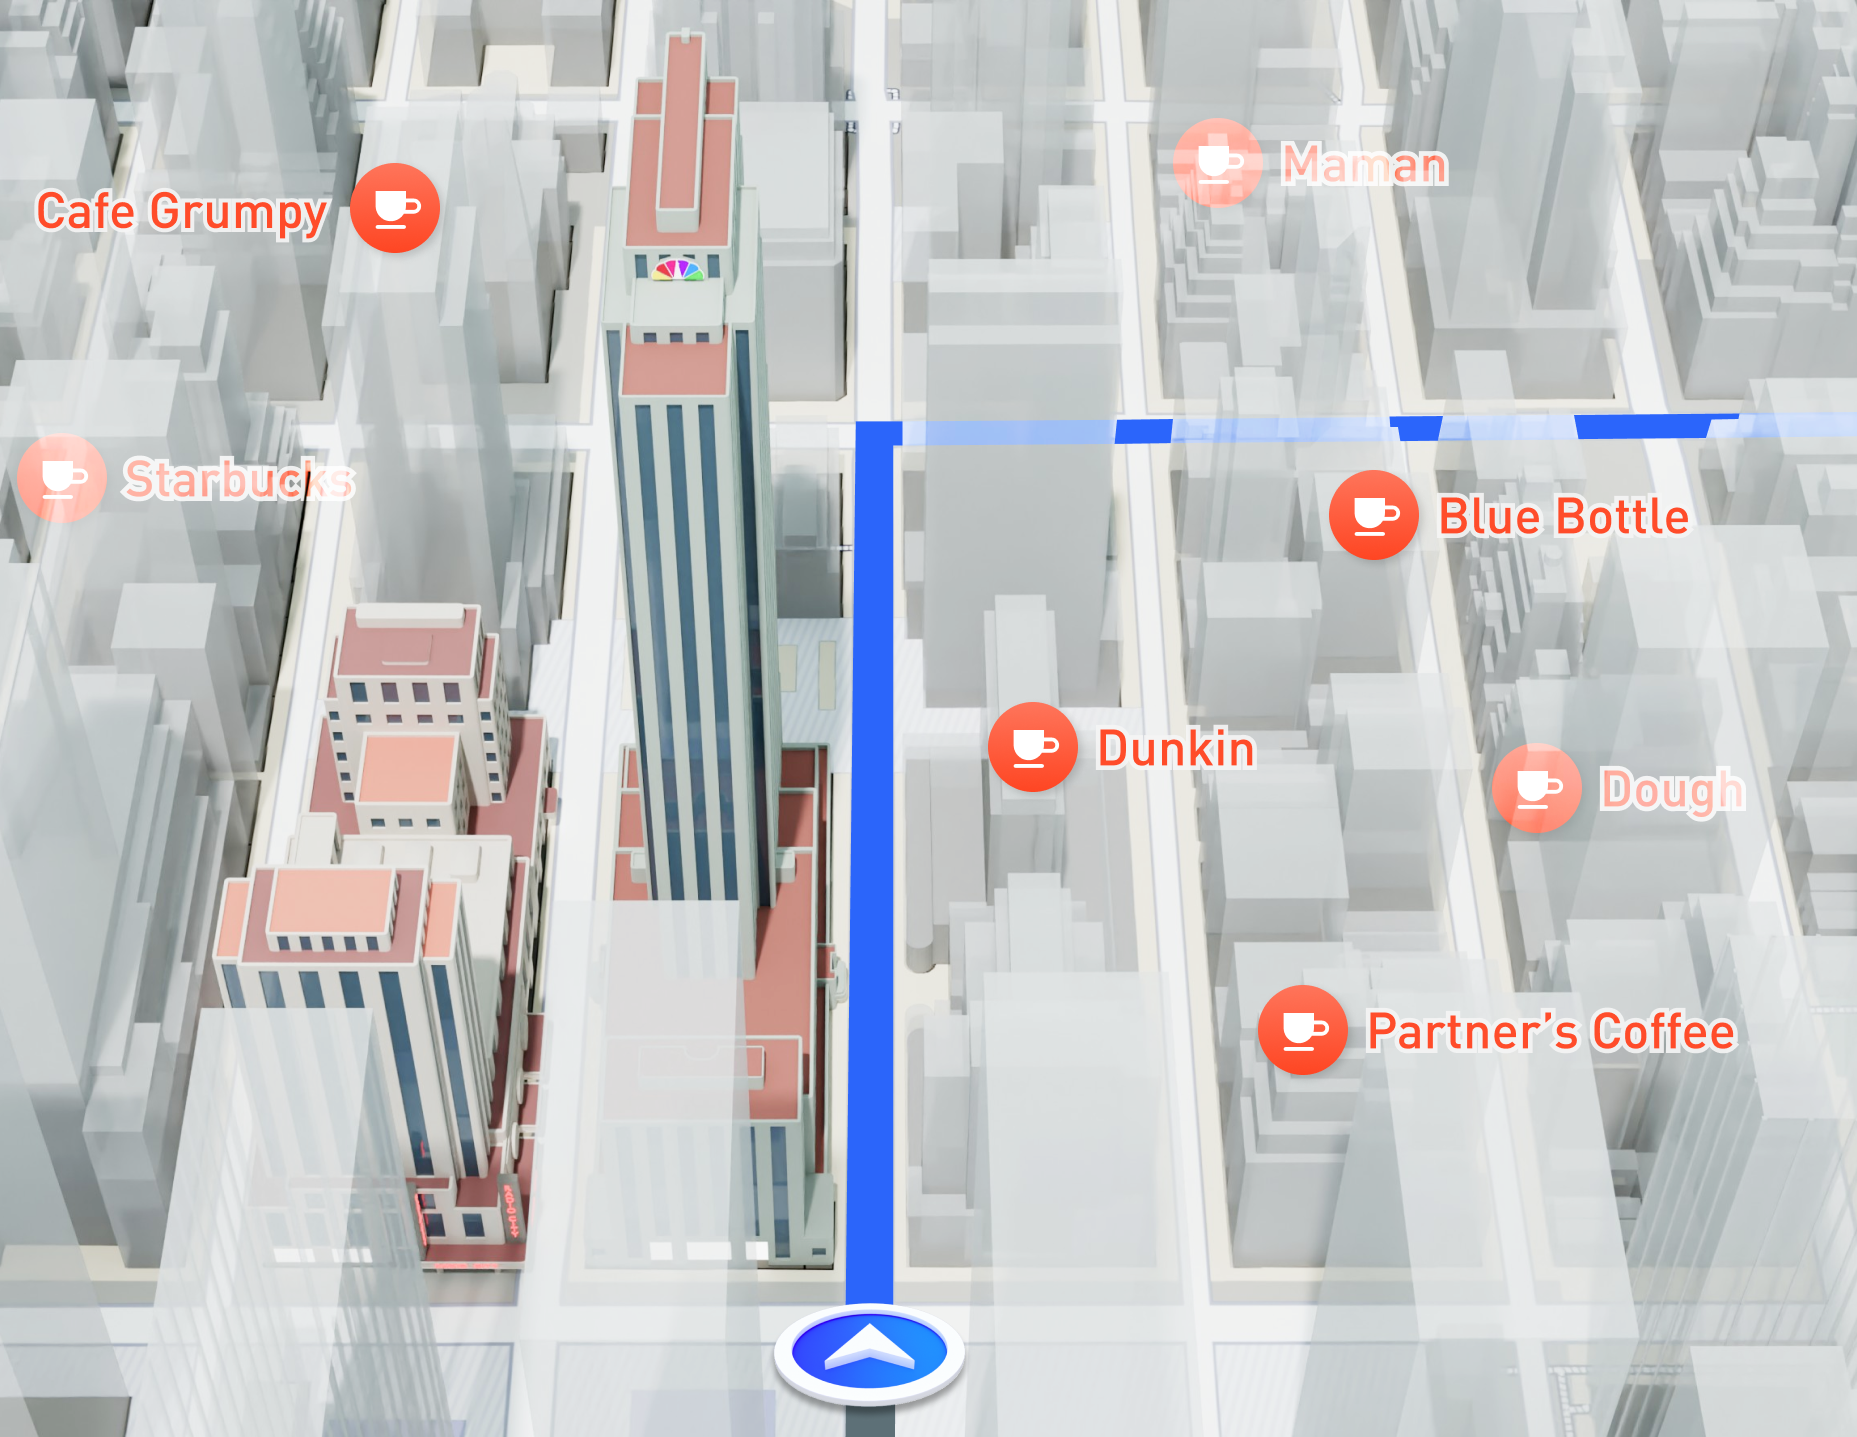 Maman
Cafe Grumpy
Starbucks
Blue Bottle
Dunkin
Dough
Partner’s Coffee